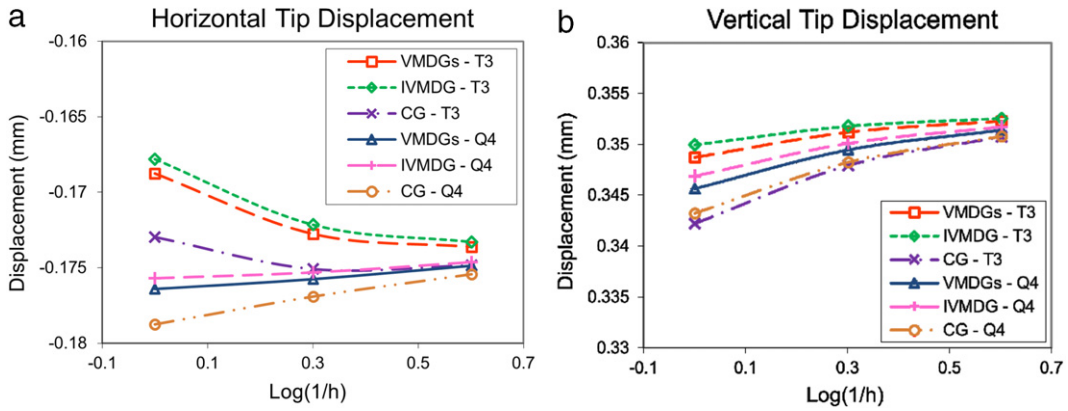 a
Horizontal Tip Displacement
-0.16
-0.165
-0.17
-0.175
-0.18
Displacement (mm)
VMDGs - T3
IVMDG - T3
CG - T3
VMDGs - Q4
IVMDG - Q4
CG - Q4
-0.1 0.1 0.3 0.5 0.7
Log(1/h)
b
Vertical Tip Displacement
0.36
0.355
0.35
0.345
0.34
0.335
0.33
Displacement (mm)
VMDGs - T3
IVMDG - T3
CG - T3
VMDGs - Q4
IVMDG - Q4
CG - Q4
-0.1 0.1 0.3 0.5 0.7
Log(1/h)